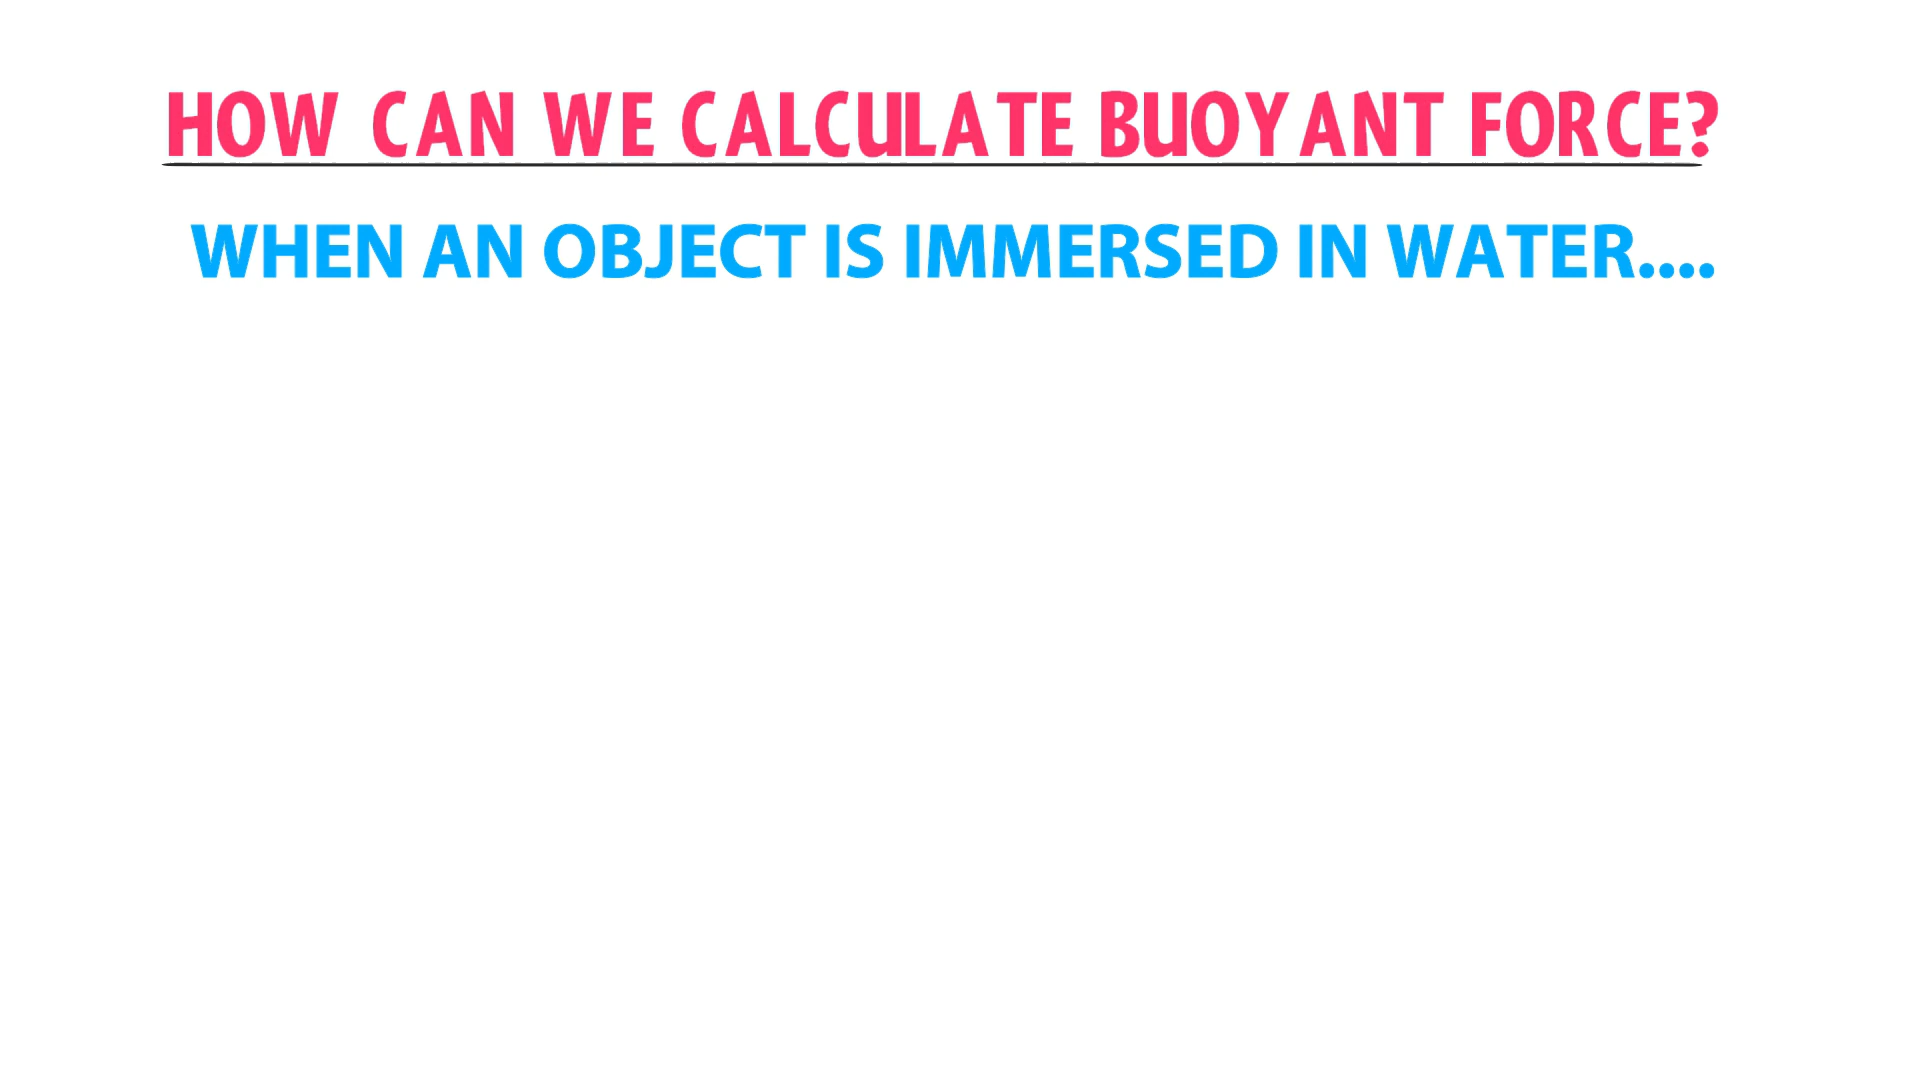 HOW CAN WE CALCULATE BUOYANT FORCE?
WHEN AN OBJECT IS IMMERSED IN WATER....